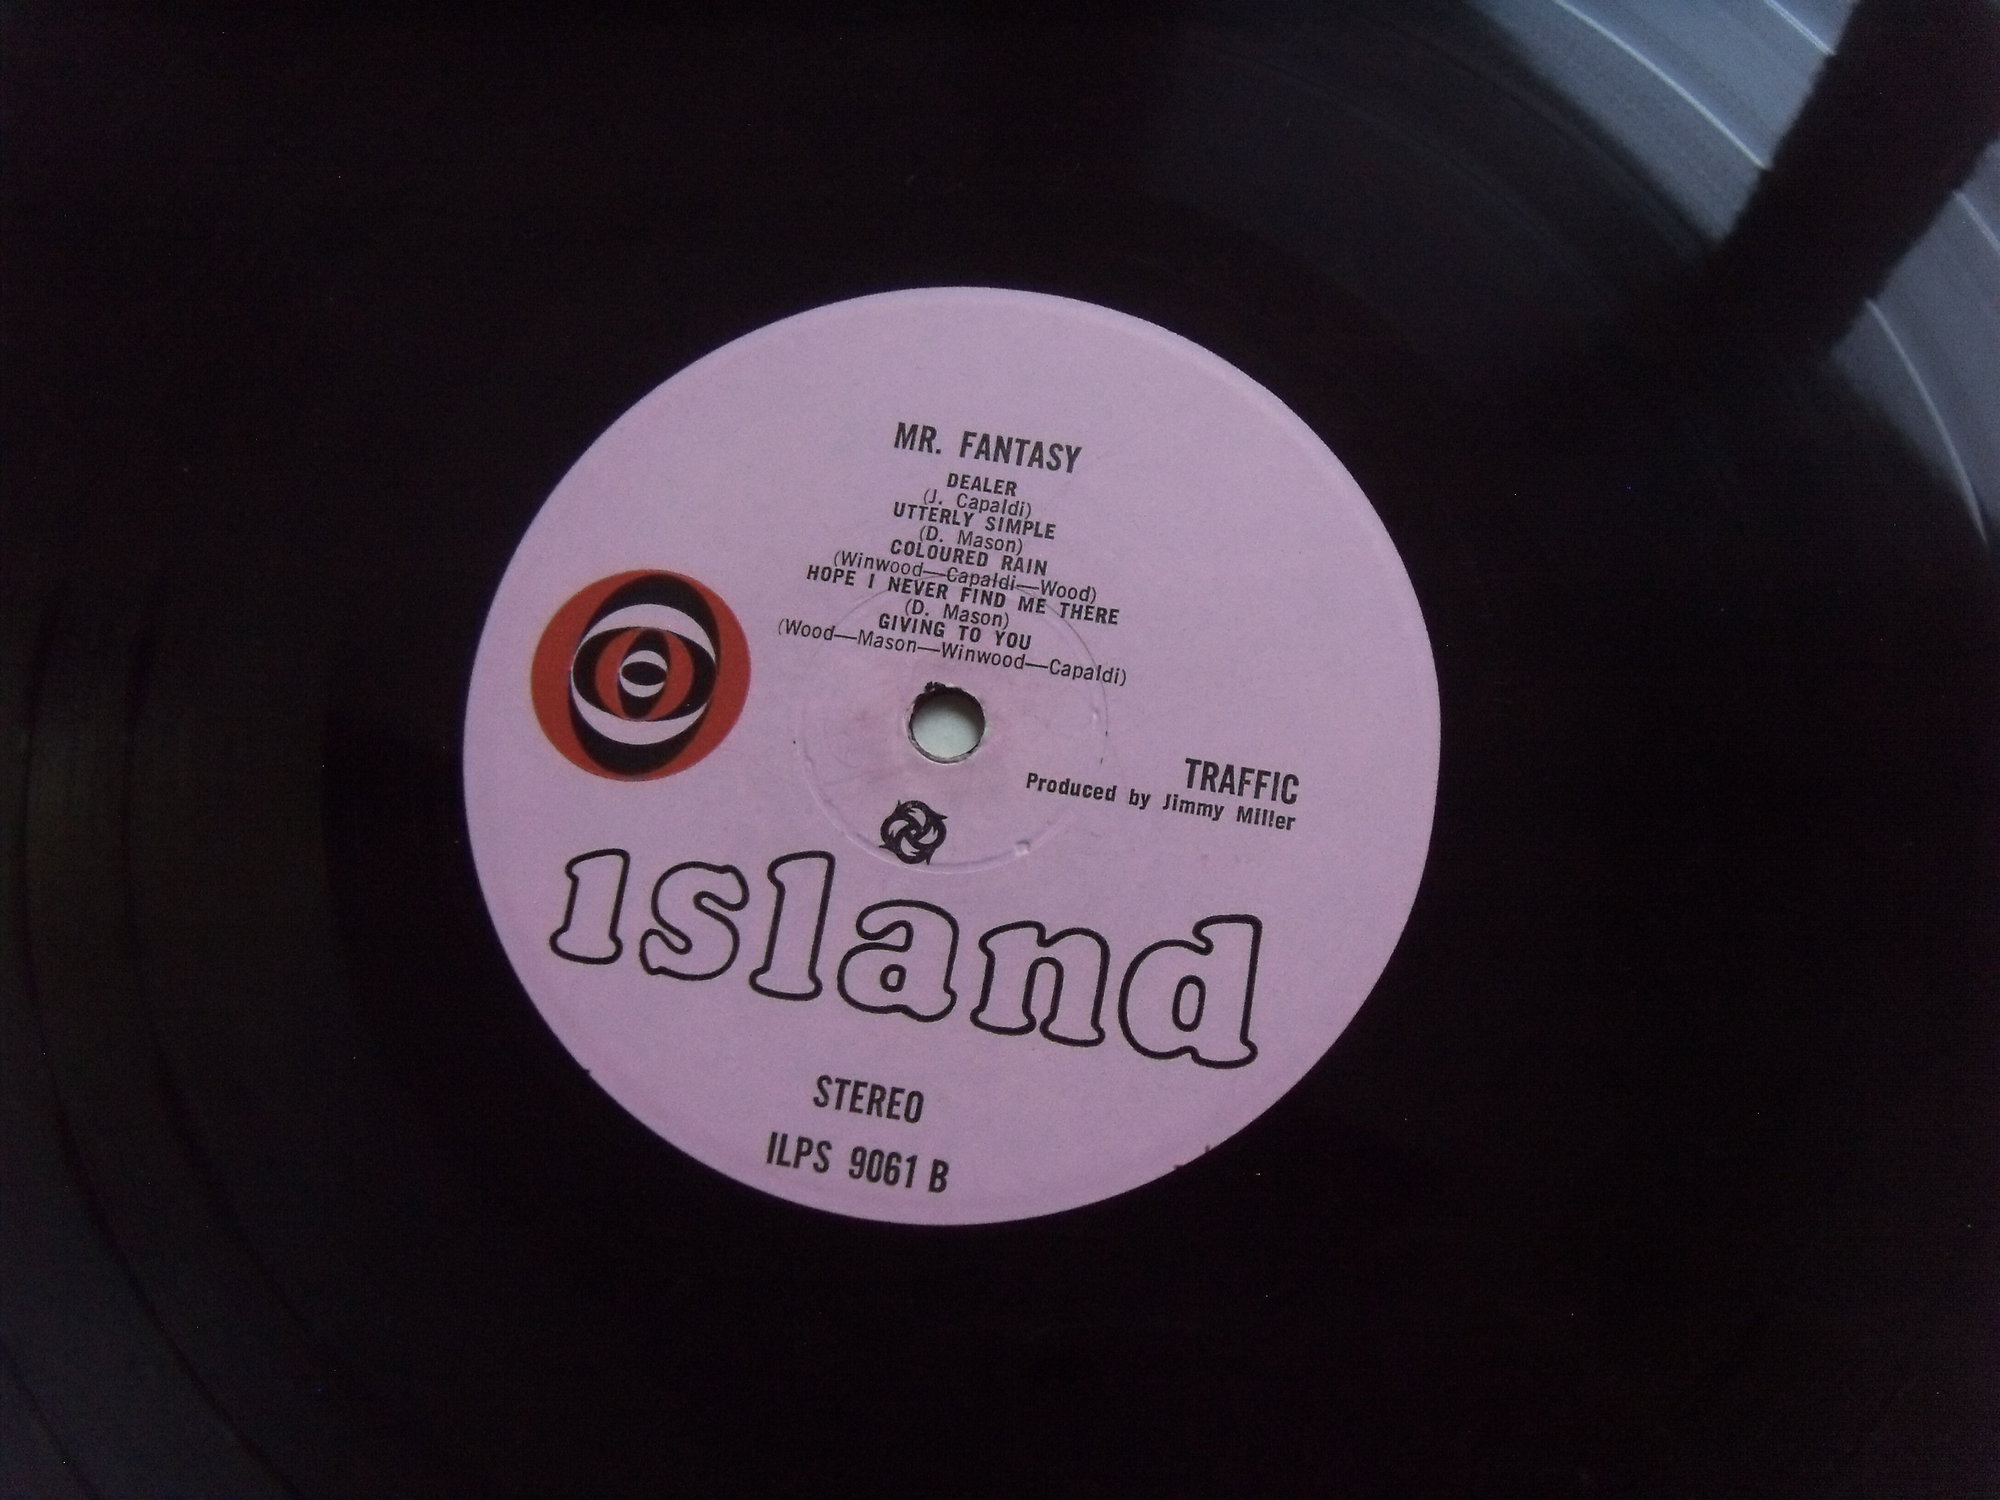 MR. FANTASY
DEALER
(J. Capaldi)
UTTERLY SIMPLE
(D. Mason)
COLOURED RAIN
(Winwood—Capaldi—Wood)
HOPE I NEVER FIND ME THERE
(D. Mason)
GIVING TO YOU
(Wood—Mason—Winwood—Capaldi)
TRAFFIC
Produced by Jimmy Miller
island
STEREO
ILPS 9061 B